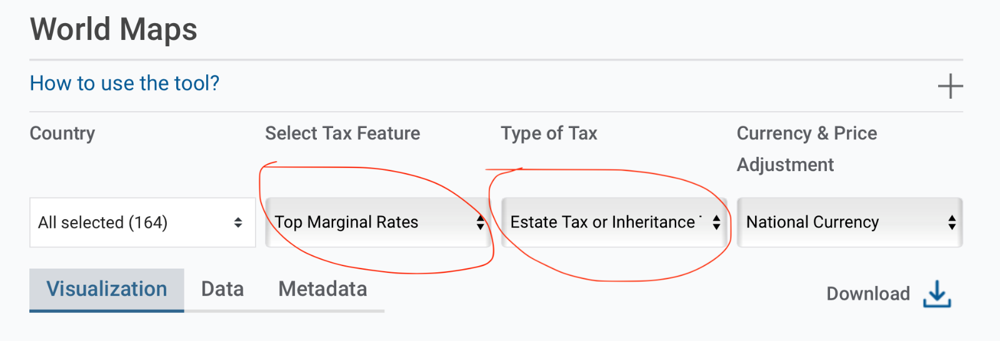 World Maps
How to use the tool?
Country
Select Tax Feature
Type of Tax
Currency & Price
Adjustment
All selected (164)
Top Marginal Rates
Estate Tax or Inheritance
National Currency
Visualization
Data
Metadata
Download